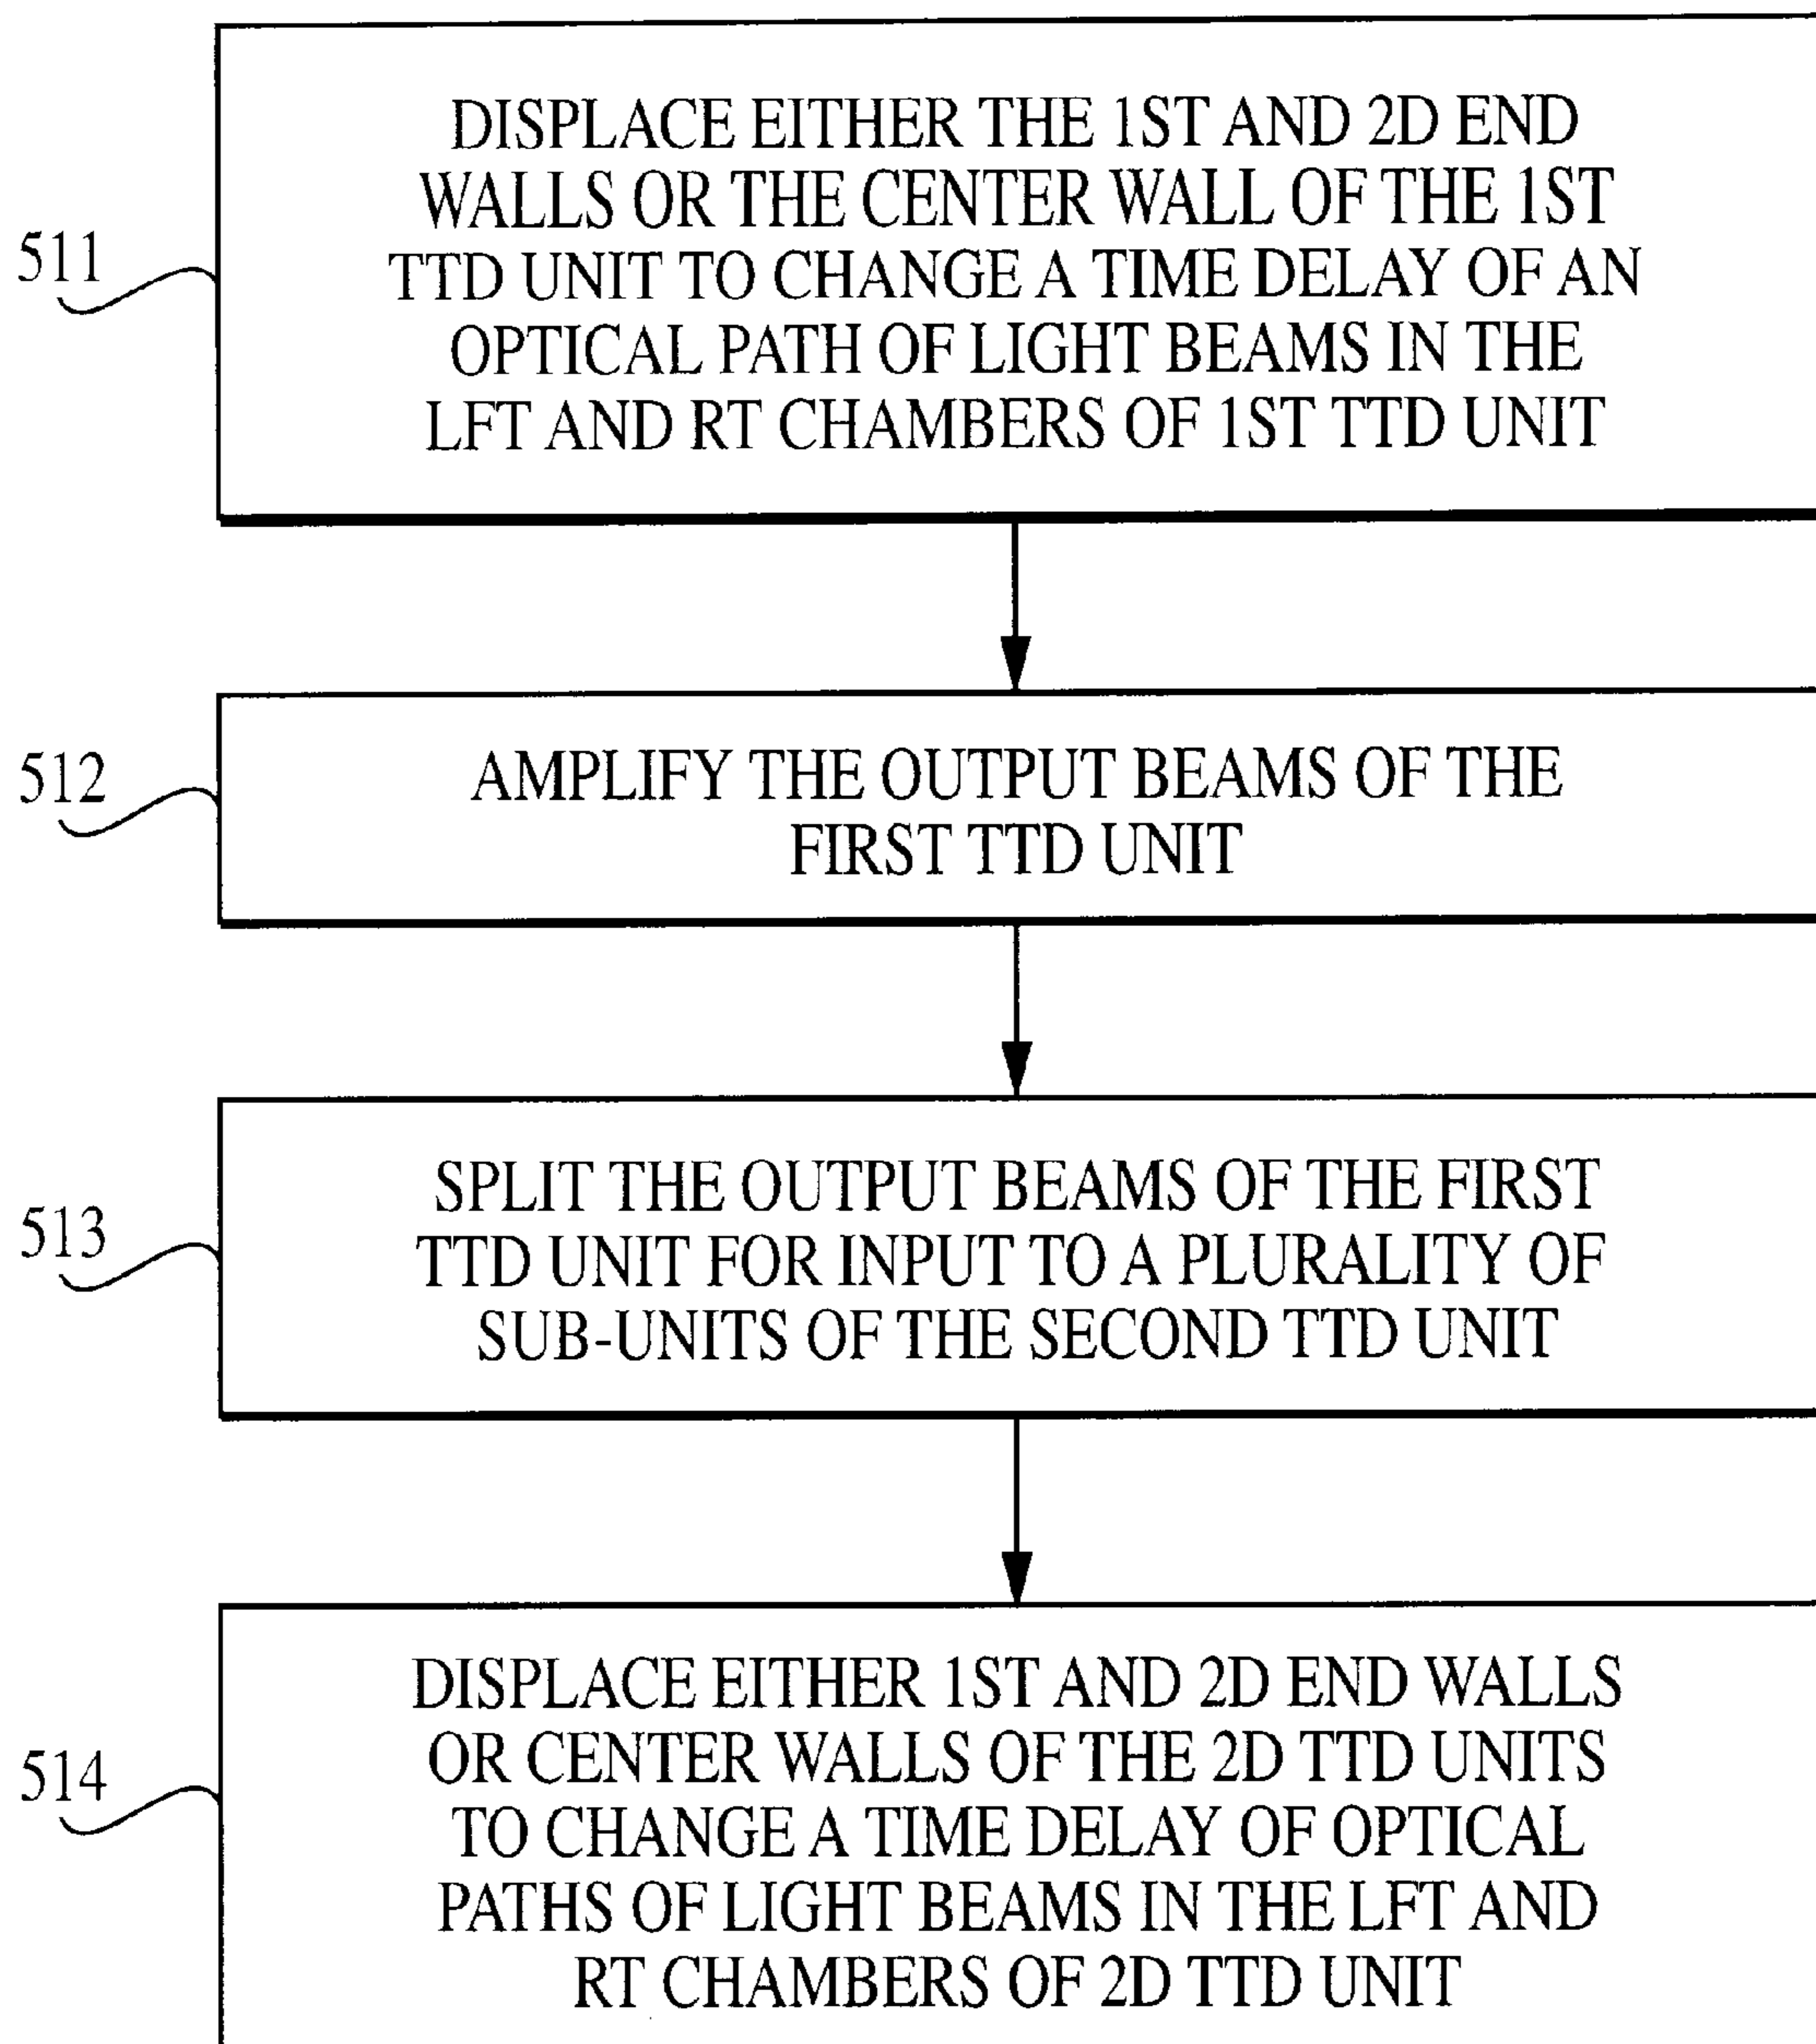 511
DISPLACE EITHER THE 1ST AND 2D END
WALLS OR THE CENTER WALL OF THE 1ST
TTD UNIT TO CHANGE A TIME DELAY OF AN
OPTICAL PATH OF LIGHT BEAMS IN THE
LFT AND RT CHAMBERS OF 1ST TTD UNIT
512
AMPLIFY THE OUTPUT BEAMS OF THE
FIRST TTD UNIT
513
SPLIT THE OUTPUT BEAMS OF THE FIRST
TTD UNIT FOR INPUT TO A PLURALITY OF
SUB-UNITS OF THE SECOND TTD UNIT
514
DISPLACE EITHER 1ST AND 2D END WALLS
OR CENTER WALLS OF THE 2D TTD UNITS
TO CHANGE A TIME DELAY OF OPTICAL
PATHS OF LIGHT BEAMS IN THE LFT AND
RT CHAMBERS OF 2D TTD UNIT